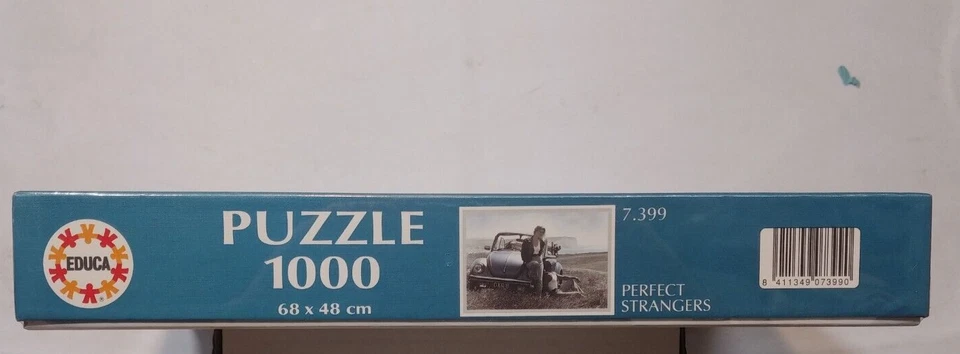 EDUCA
PUZZLE
1000
68 x 48 cm
7.399
PERFECT
STRANGERS
8 411349 073990